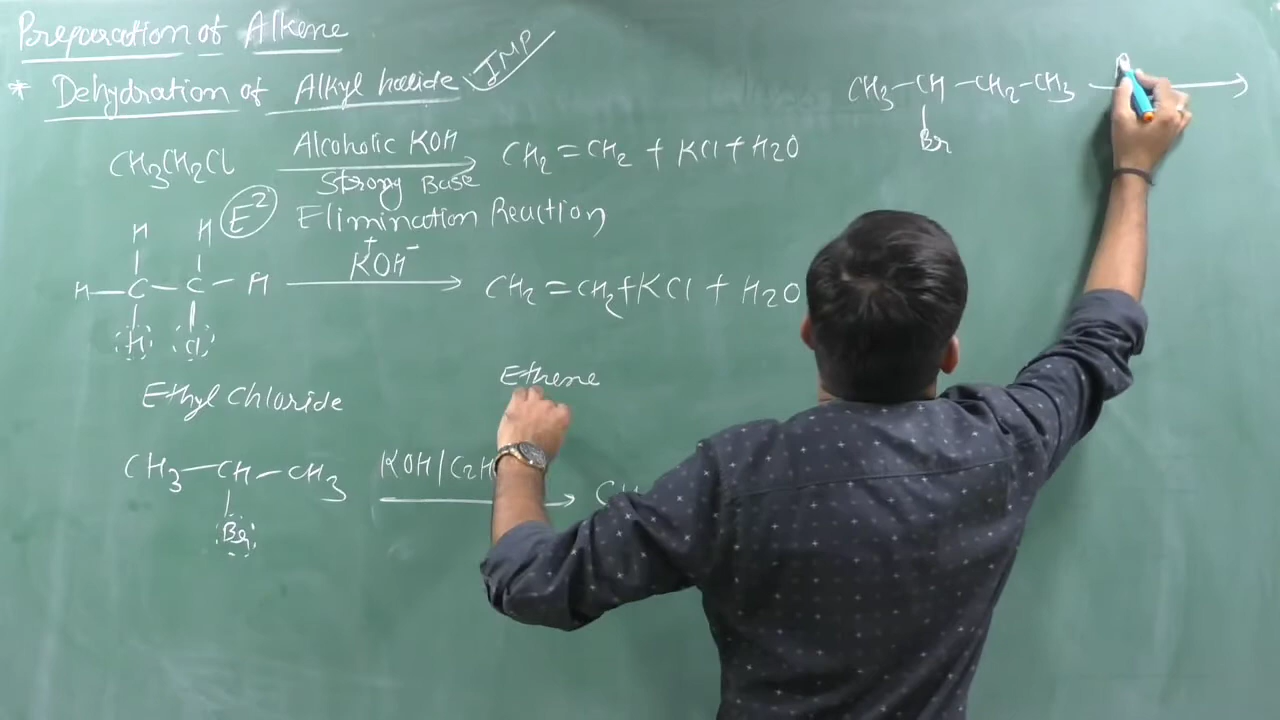 Preparation of Alkene
* Dehydration of Alkyl halide IMP
CH3CH2Cl Alcoholic KOH CH2 = CH2 + KCl + H2O
Strong Base
E2 Elimination Reaction
H H
H–C–C–H K+OH- CH2 = CH2 + KCl + H2O
H Cl
Ethyl Chloride Ethene
CH3–CH–CH3 KOH/C2H
Br
CH3–CH–CH2–CH3
Br